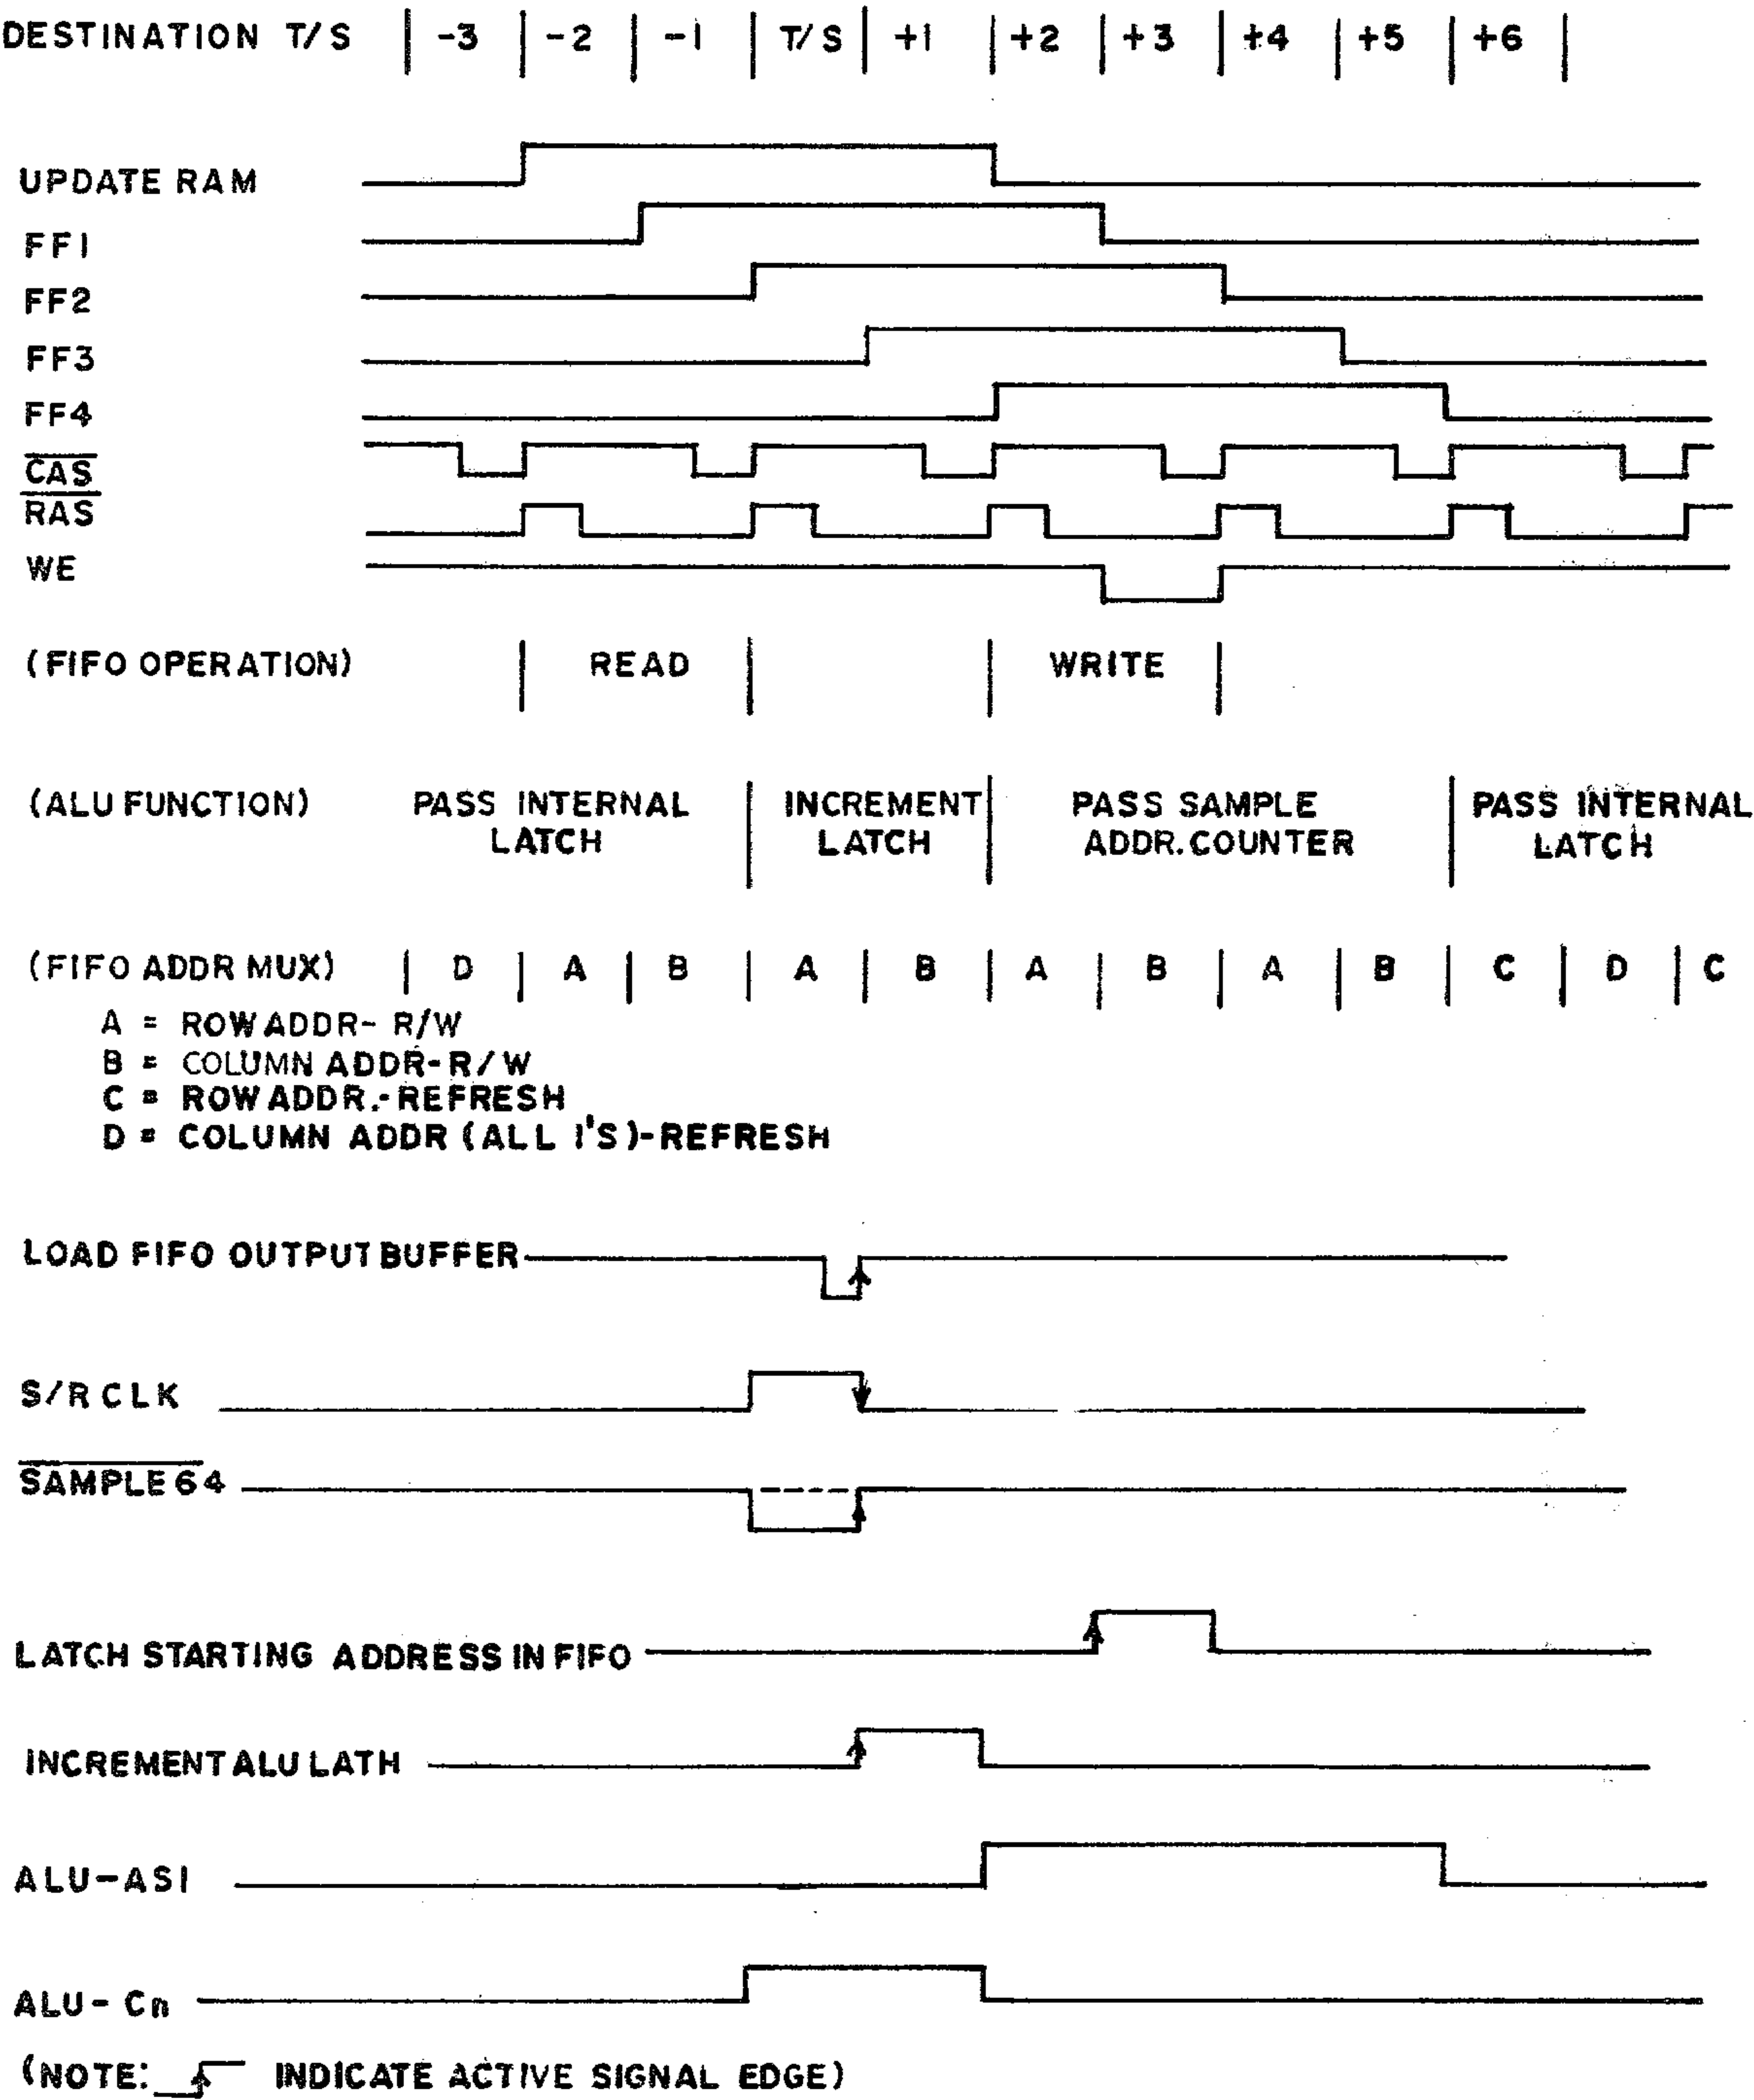 DESTINATION T/S | -3 | -2 | -1 | T/S | +1 | +2 | +3 | +4 | +5 | +6 |
UPDATE RAM
FF1
FF2
FF3
FF4
CAS
RAS
WE
(FIFO OPERATION) | READ | | WRITE |
(ALU FUNCTION) PASS INTERNAL LATCH | INCREMENT LATCH | PASS SAMPLE ADDR. COUNTER | PASS INTERNAL LATCH
(FIFO ADDR MUX) | D | A | B | A | B | A | B | A | B | C | D | C
A = ROW ADDR- R/W
B = COLUMN ADDR-R/W
C = ROW ADDR.-REFRESH
D = COLUMN ADDR (ALL 1'S)-REFRESH
LOAD FIFO OUTPUT BUFFER
S/R CLK
SAMPLE 64
LATCH STARTING ADDRESS IN FIFO
INCREMENT ALU LATH
ALU-AS1
ALU-Cn
(NOTE: INDICATE ACTIVE SIGNAL EDGE)